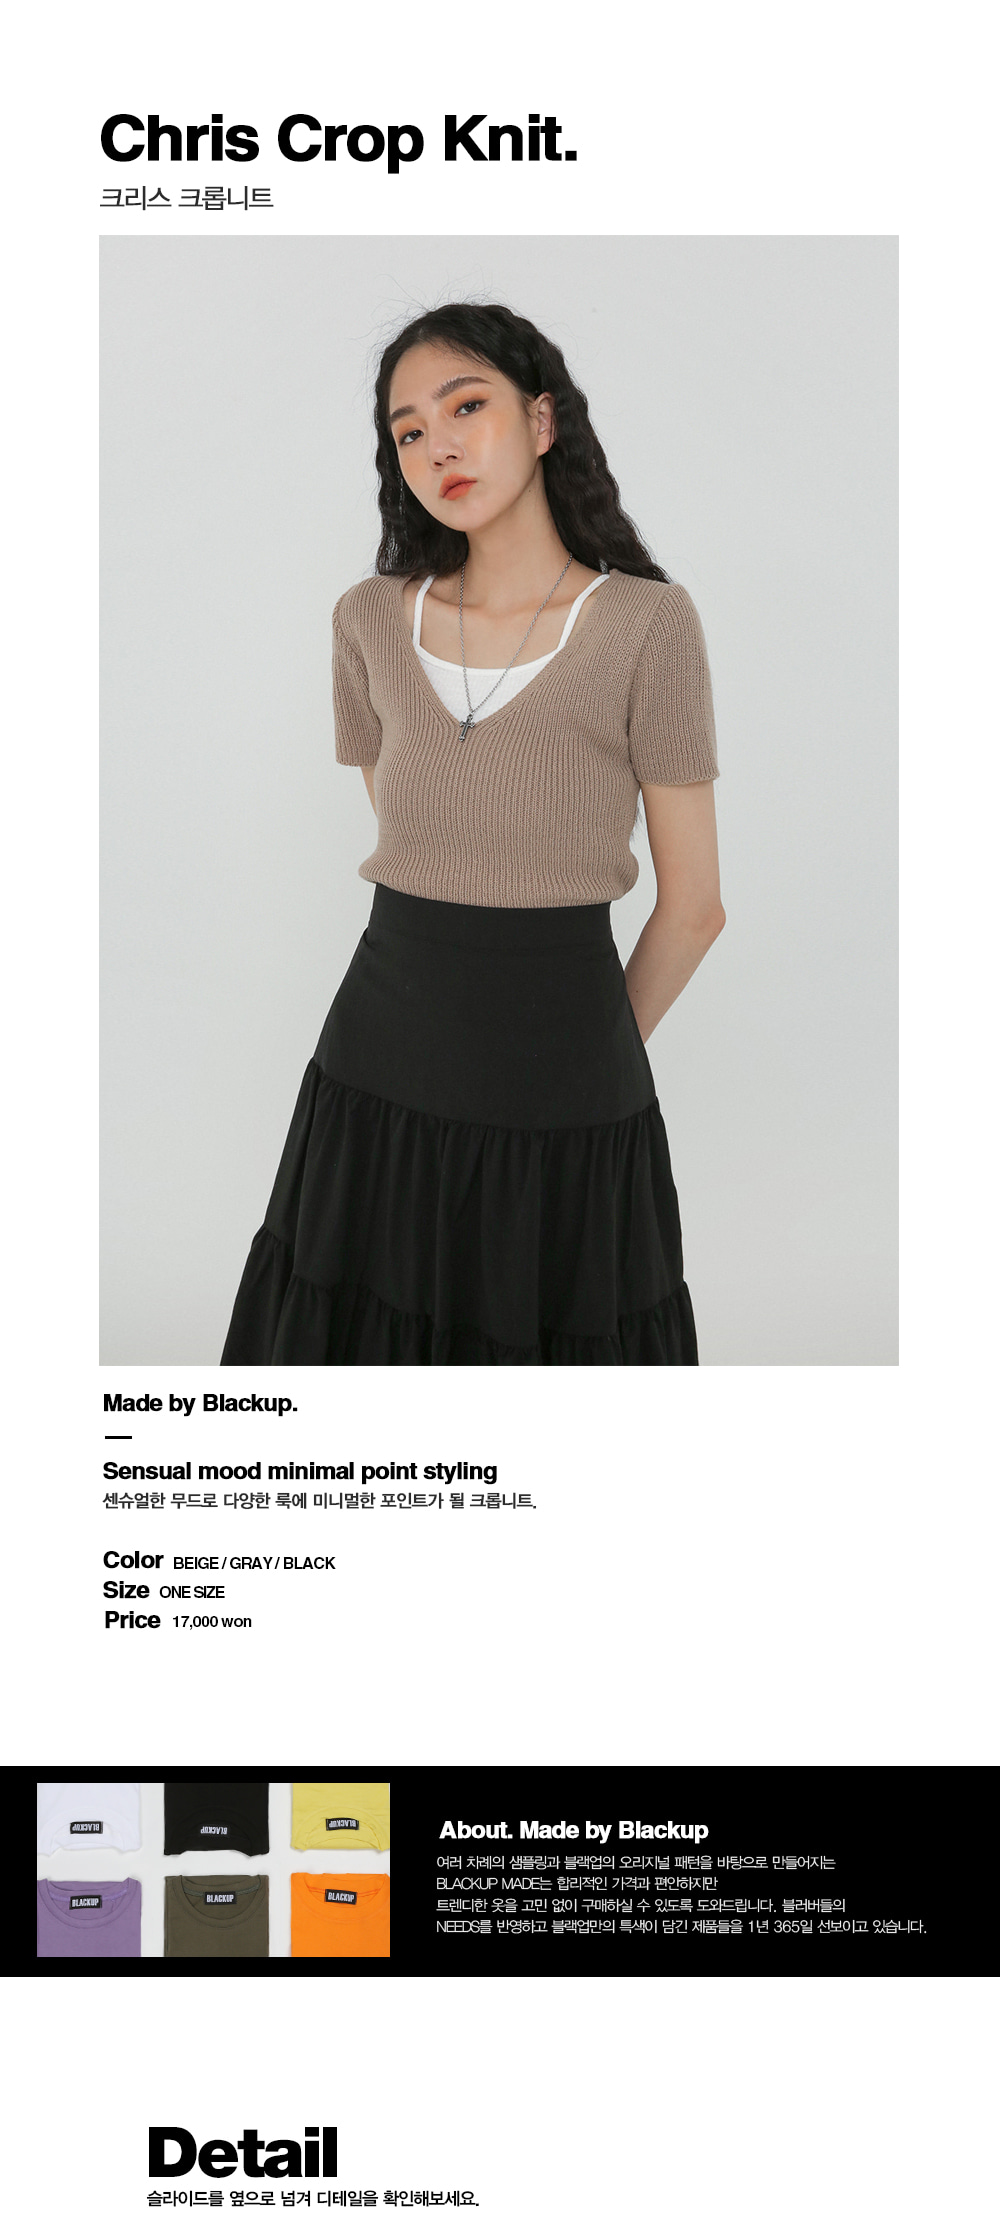 Chris Crop Knit.
크리스 크롭니트
Made by Blackup.
Sensual mood minimal point styling
센슈얼한 무드로 다양한 룩에 미니멀한 포인트가 될 크롭니트.
Color BEIGE / GRAY / BLACK
Size ONE SIZE
Price 17,000 won
BLACKUP BLACKUP BLACKUP
BLACKUP BLACKUP BLACKUP
About. Made by Blackup
여러 차례의 샘플링과 블랙업의 오리지널 패턴을 바탕으로 만들어지는
BLACKUP MADE는 합리적인 가격과 편안하지만
트렌디한 옷을 고민 없이 구매하실 수 있도록 도와드립니다. 블러버들의
NEEDS를 반영하고 블랙업만의 특색이 담긴 제품들을 1년 365일 선보이고 있습니다.
Detail
슬라이드를 옆으로 넘겨 디테일을 확인해보세요.